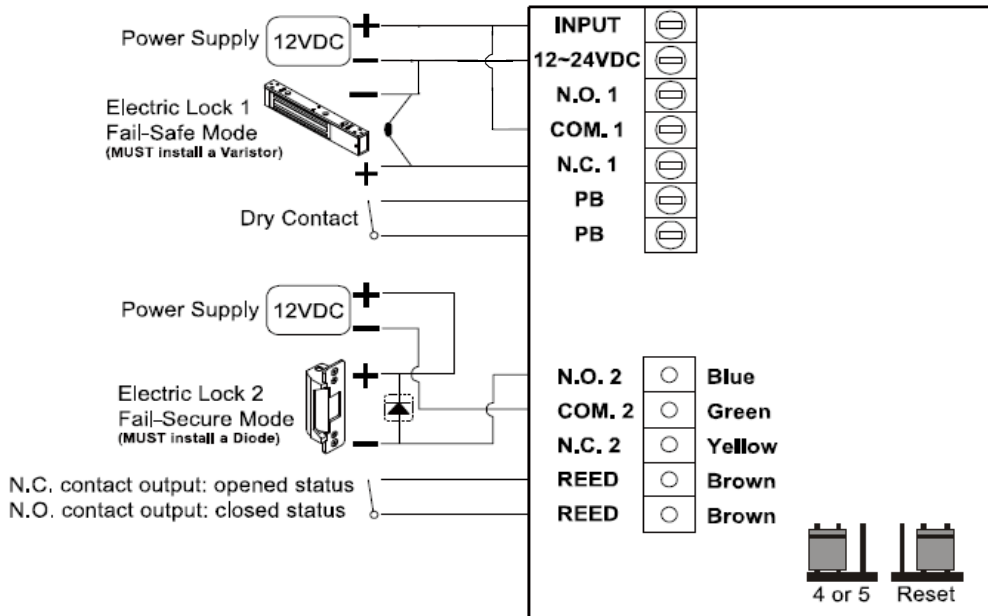 Power Supply 12VDC + −
Electric Lock 1
Fail-Safe Mode
(MUST install a Varistor)
− +
Dry Contact
INPUT
12~24VDC
N.O. 1
COM. 1
N.C. 1
PB
PB
Power Supply 12VDC + −
Electric Lock 2
Fail-Secure Mode
(MUST install a Diode)
+ −
N.C. contact output: opened status
N.O. contact output: closed status
N.O. 2 Blue
COM. 2 Green
N.C. 2 Yellow
REED Brown
REED Brown
4 or 5 Reset